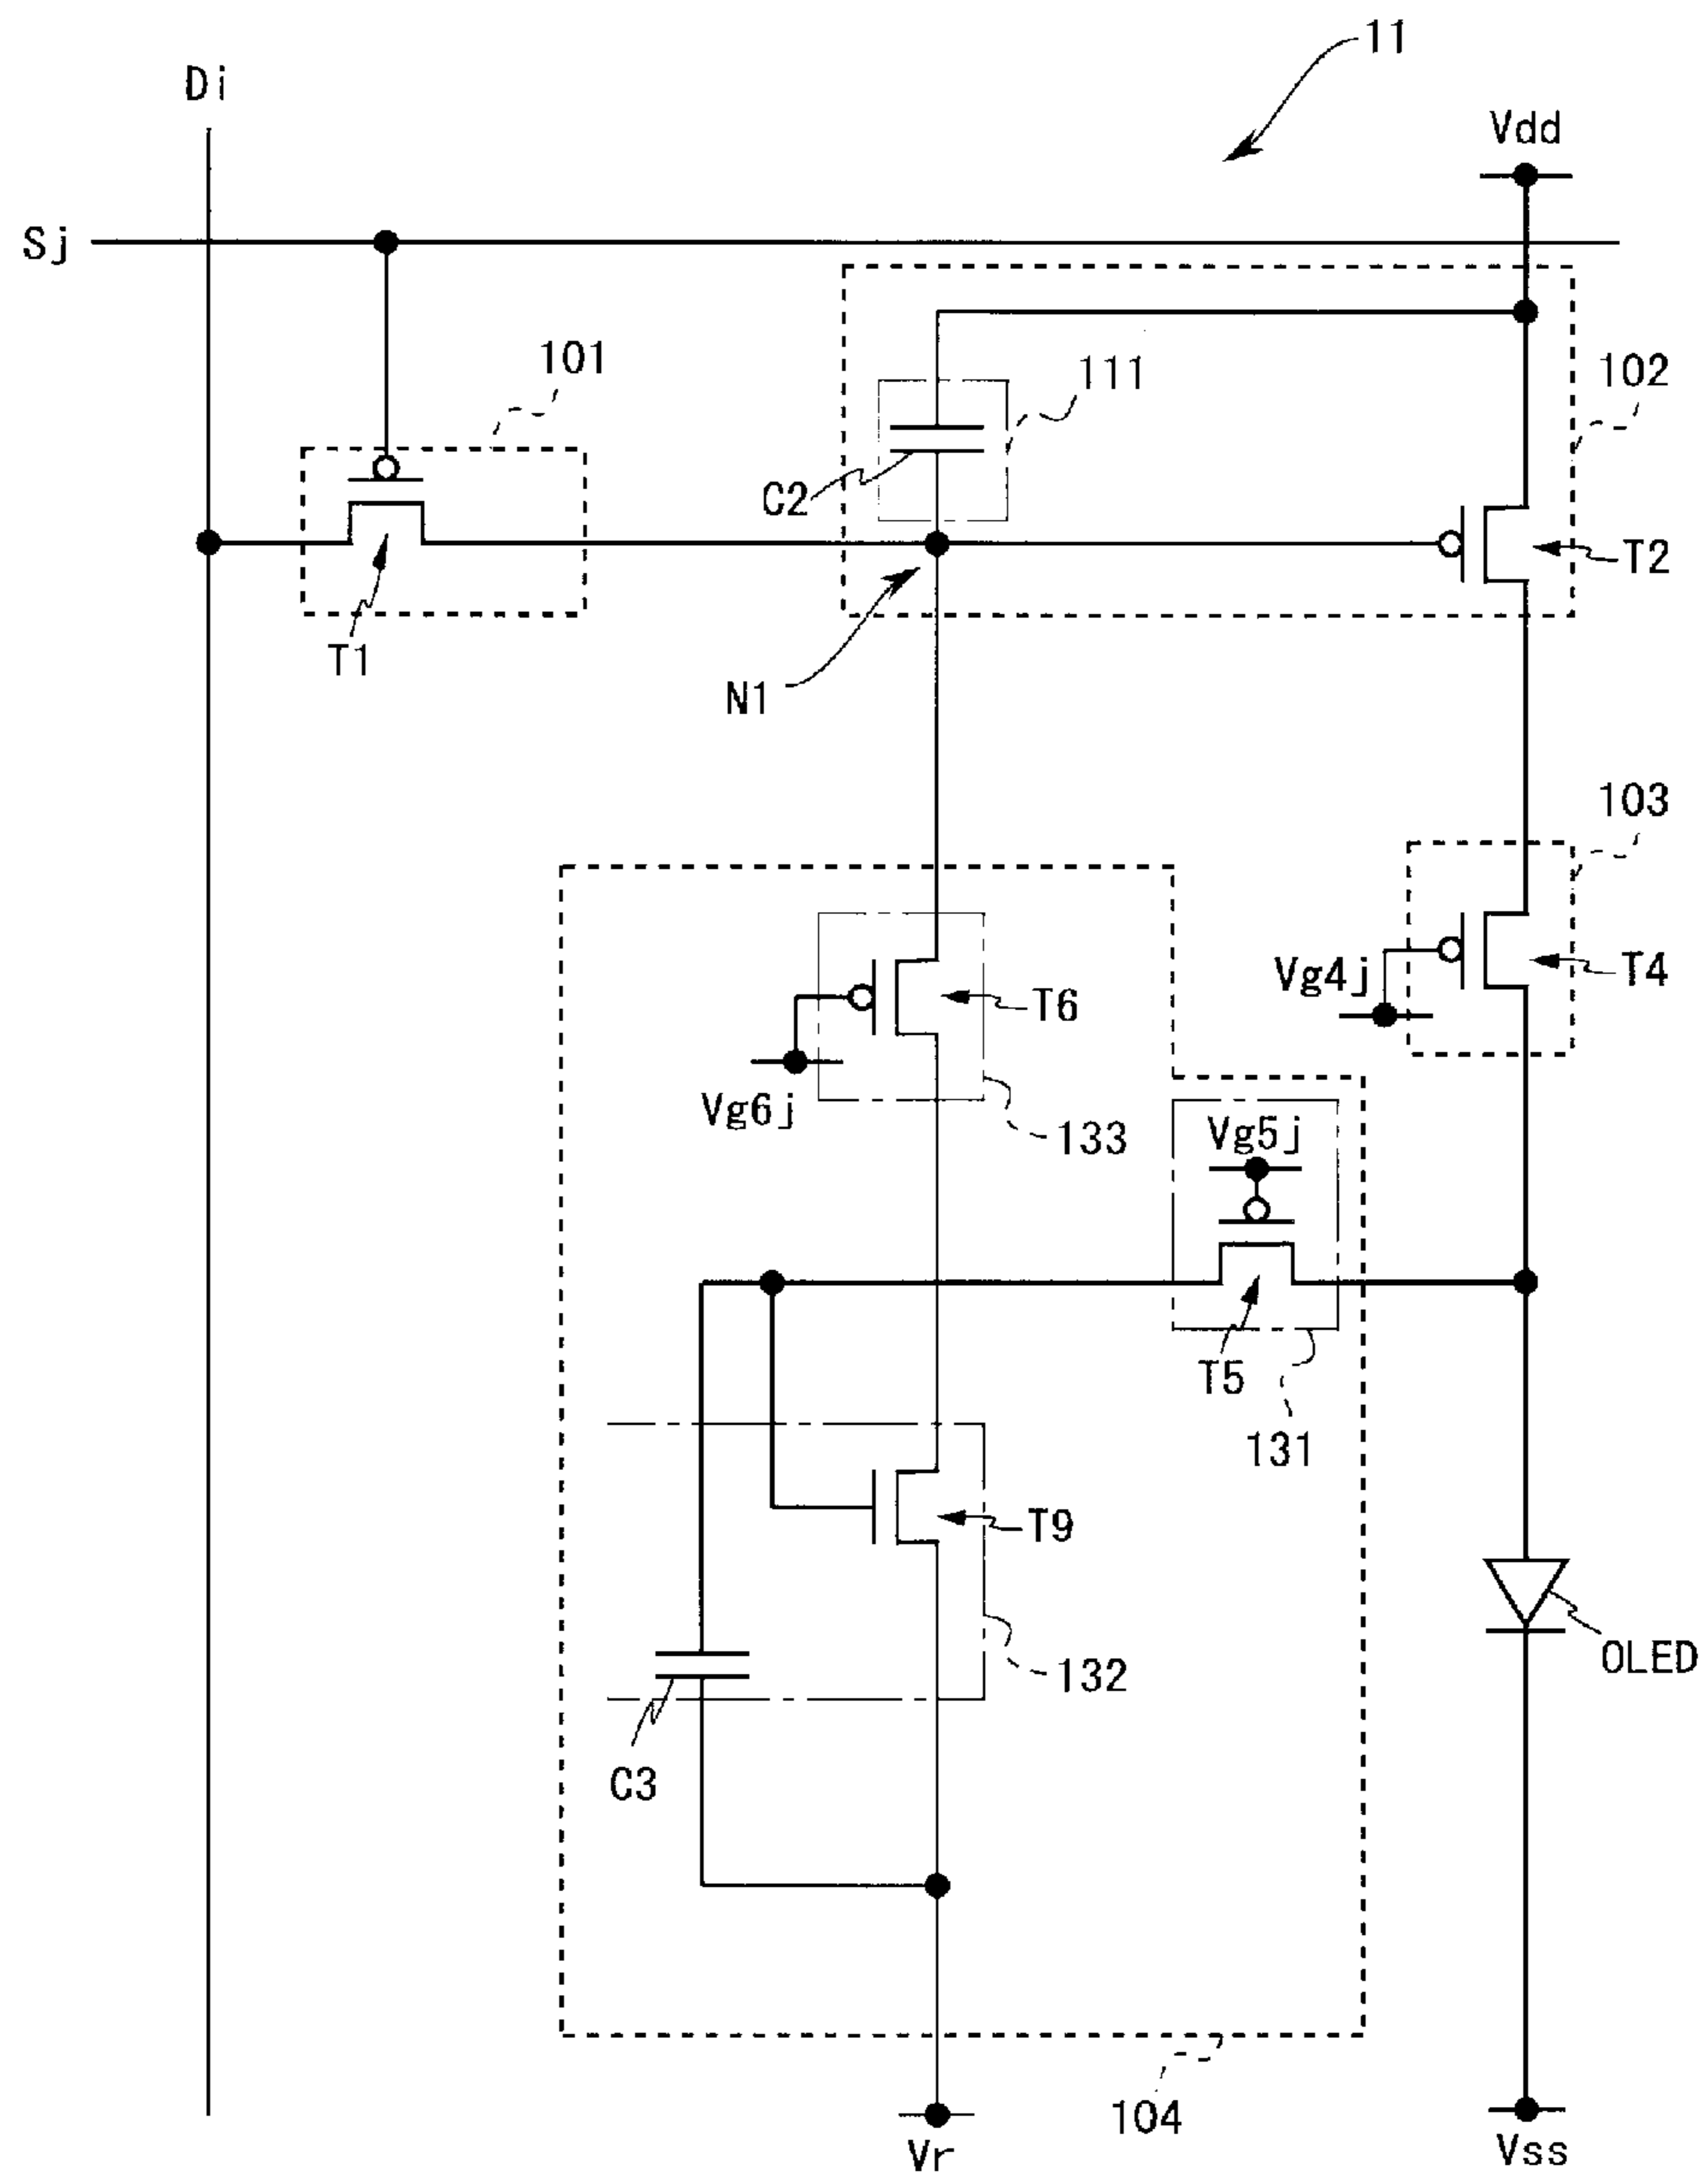 11
Di
Vdd
Sj
101
111
102
C2
T2
T1
N1
103
Vg4j
T4
T6
Vg6j
133
Vg5j
T5
131
T9
132
OLED
C3
104
Vr
Vss